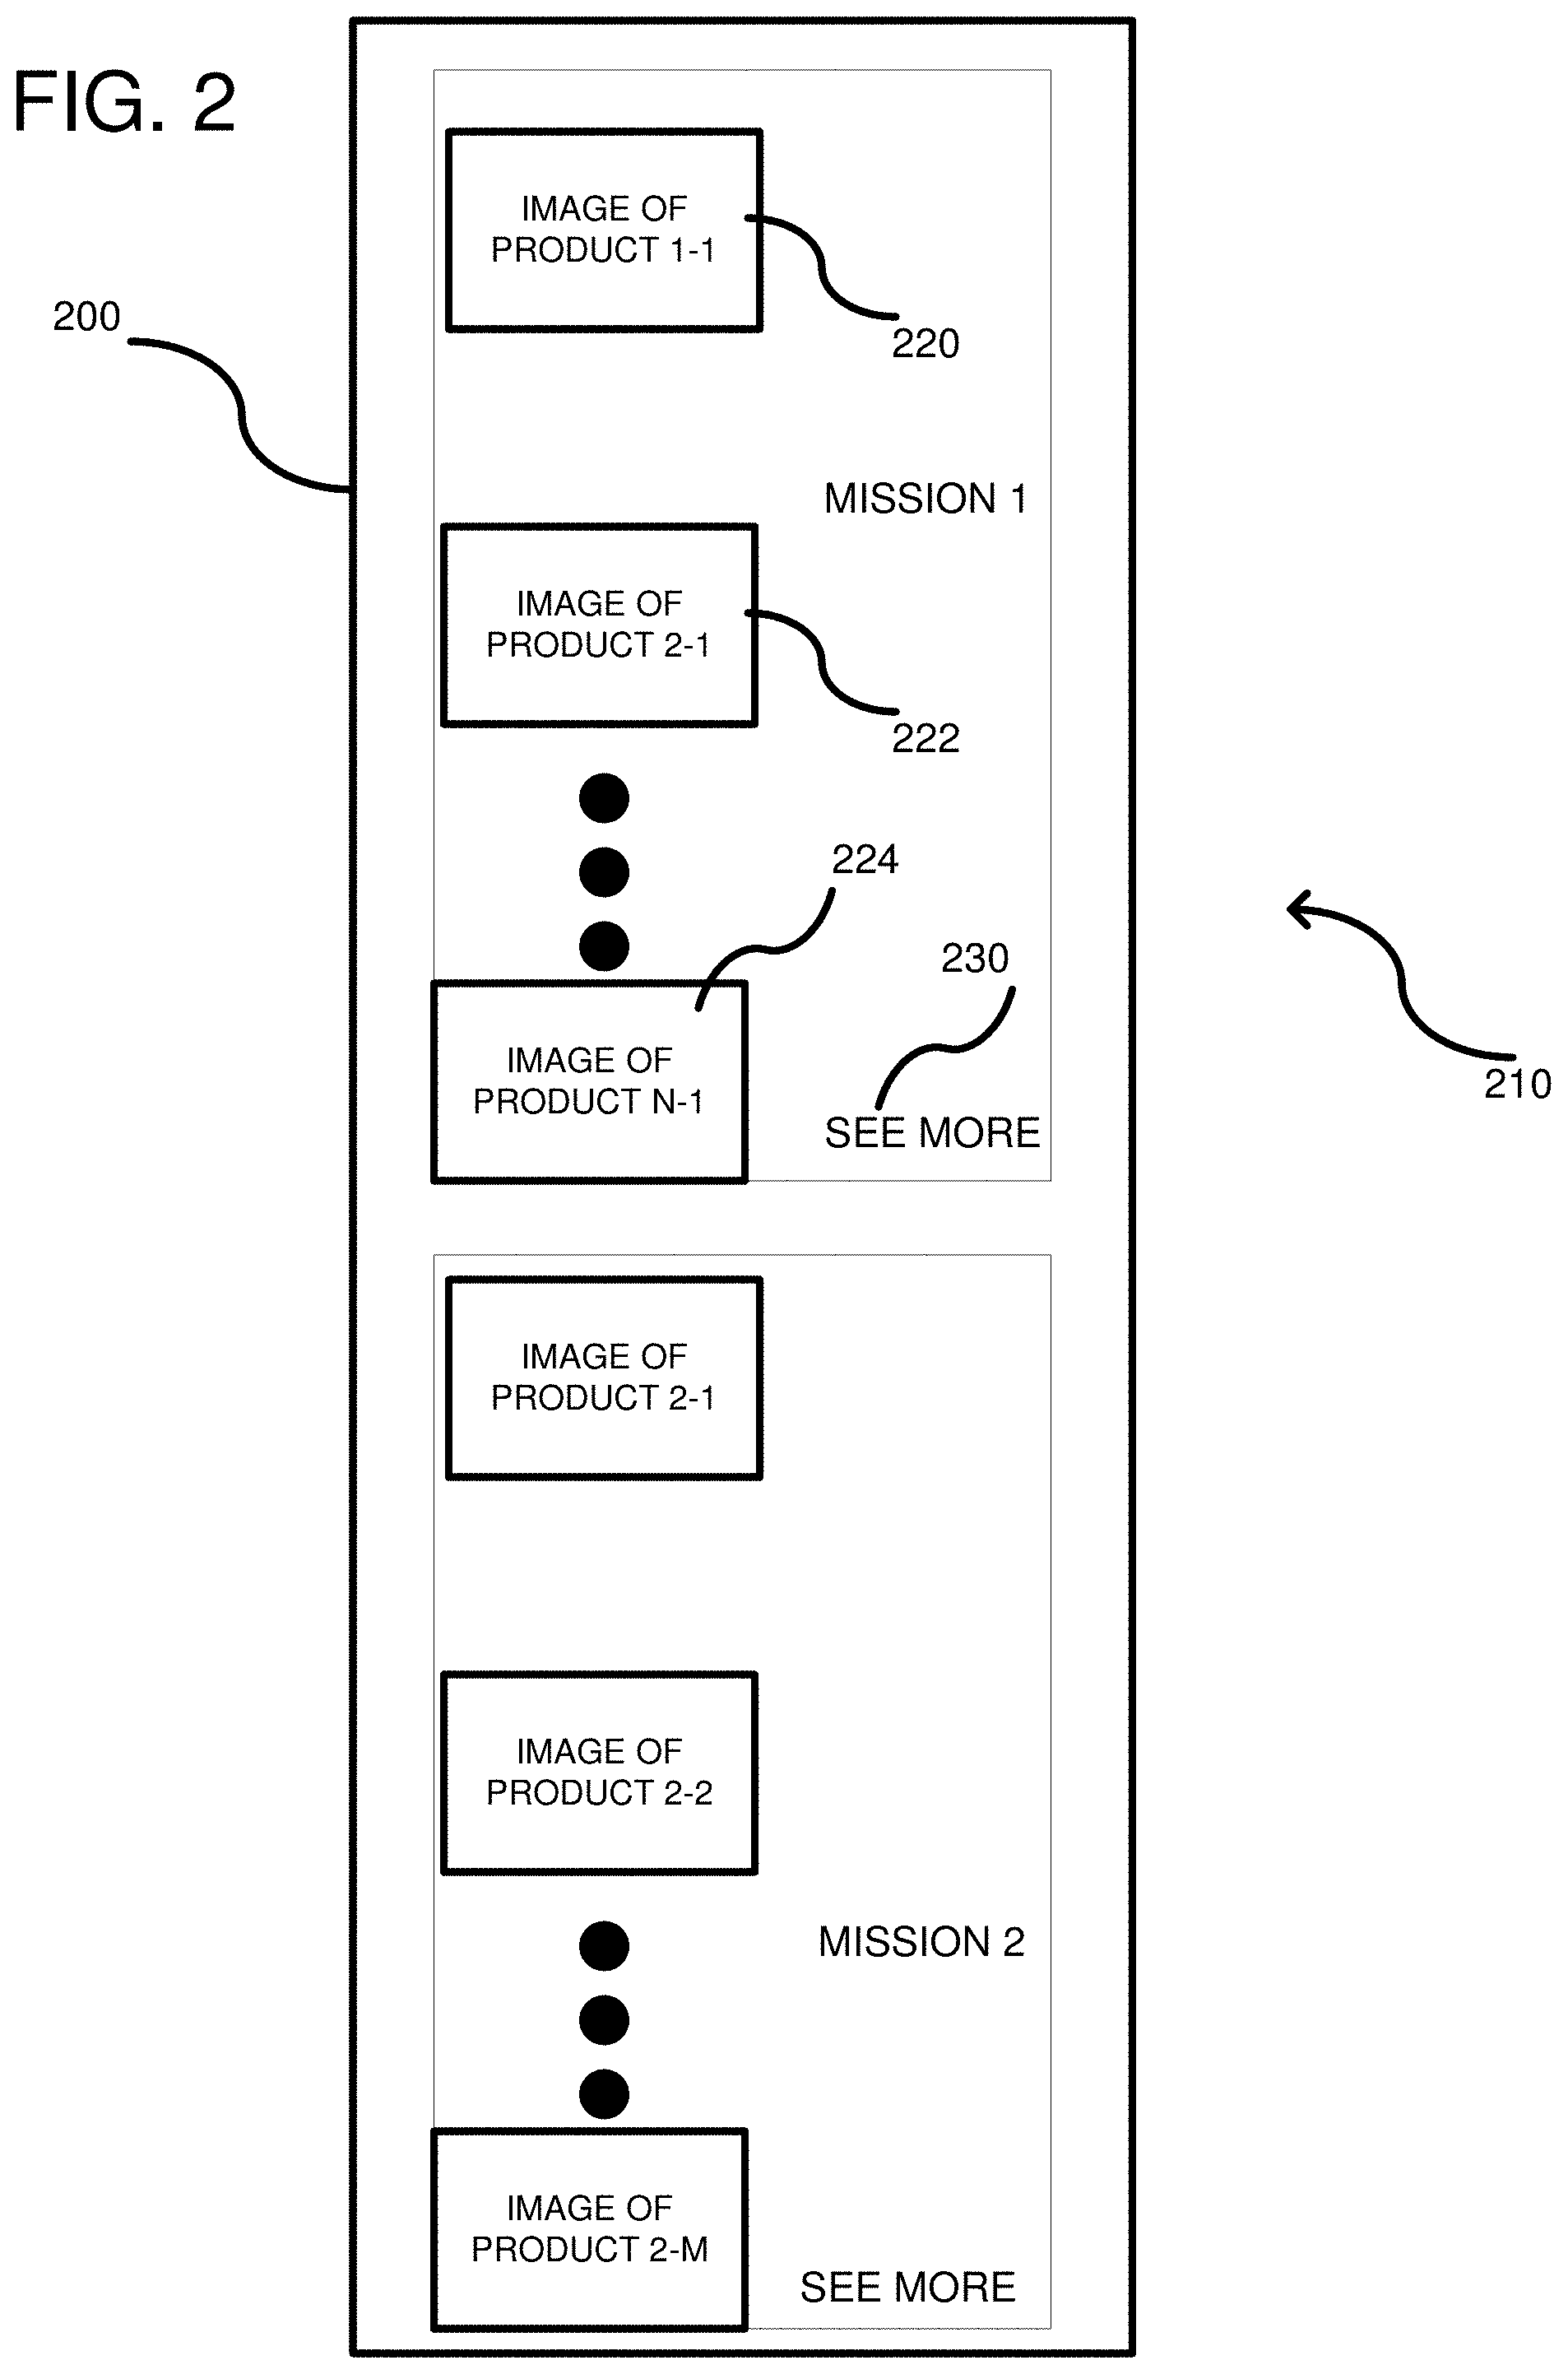 FIG. 2
IMAGE OF
PRODUCT 1-1
200
220
MISSION 1
IMAGE OF
PRODUCT 2-1
222
224
230
IMAGE OF
PRODUCT N-1
210
SEE MORE
IMAGE OF
PRODUCT 2-1
IMAGE OF
PRODUCT 2-2
MISSION 2
IMAGE OF
PRODUCT 2-M
SEE MORE